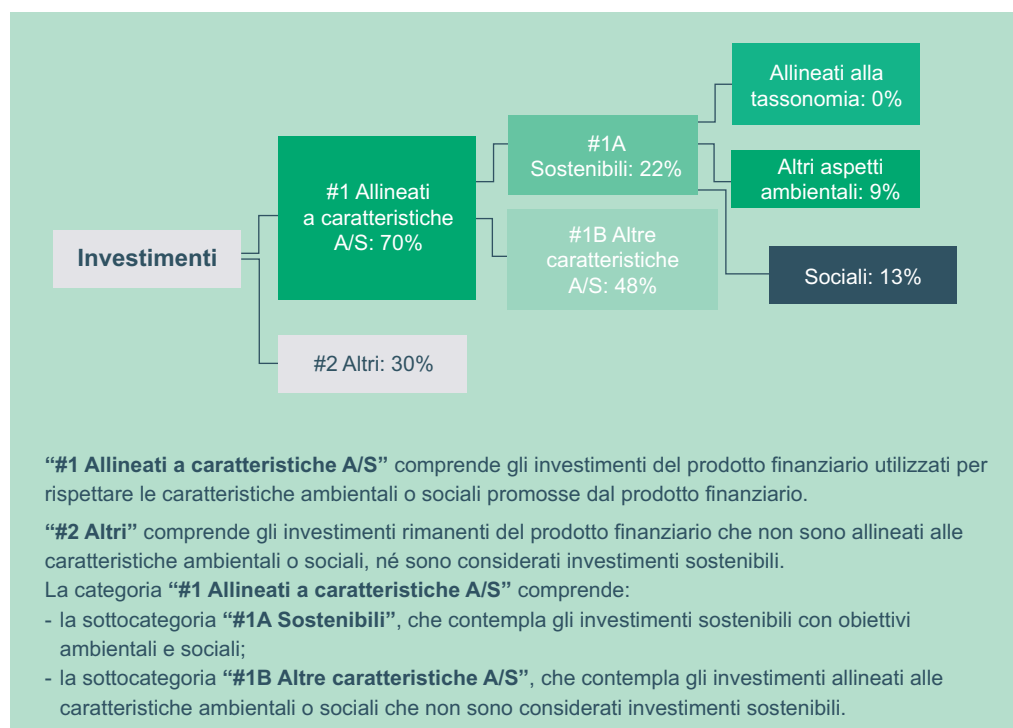 Allineati alla
tassonomia: 0%
#1A
Sostenibili: 22%
#1 Allineati
a caratteristiche
A/S: 70%
Altri aspetti
ambientali: 9%
#1B Altre
caratteristiche
A/S: 48%
Investimenti
Sociali: 13%
#2 Altri: 30%
“#1 Allineati a caratteristiche A/S” comprende gli investimenti del prodotto finanziario utilizzati per
rispettare le caratteristiche ambientali o sociali promosse dal prodotto finanziario.
“#2 Altri” comprende gli investimenti rimanenti del prodotto finanziario che non sono allineati alle
caratteristiche ambientali o sociali, né sono considerati investimenti sostenibili.
La categoria “#1 Allineati a caratteristiche A/S” comprende:
- la sottocategoria “#1A Sostenibili”, che contempla gli investimenti sostenibili con obiettivi
ambientali e sociali;
- la sottocategoria “#1B Altre caratteristiche A/S”, che contempla gli investimenti allineati alle
caratteristiche ambientali o sociali che non sono considerati investimenti sostenibili.